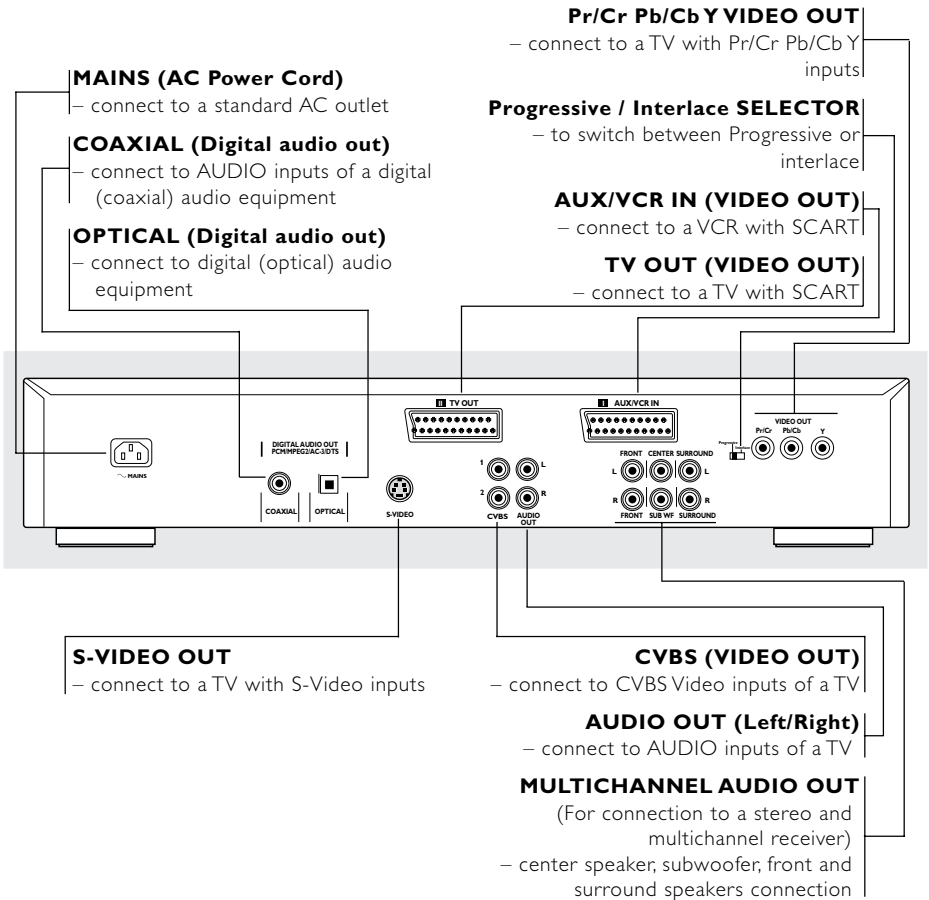 Pr/Cr Pb/Cb Y VIDEO OUT
– connect to a TV with Pr/Cr Pb/Cb Y
inputs
MAINS (AC Power Cord)
– connect to a standard AC outlet
Progressive / Interlace SELECTOR
– to switch between Progressive or
interlace
COAXIAL (Digital audio out)
– connect to AUDIO inputs of a digital
(coaxial) audio equipment
AUX/VCR IN (VIDEO OUT)
– connect to a VCR with SCART
OPTICAL (Digital audio out)
– connect to digital (optical) audio
equipment
TV OUT (VIDEO OUT)
– connect to a TV with SCART
II TV OUT
I AUX/VCR IN
VIDEO OUT
Pr/Cr Pb/Cb Y
Progressive
Interlace
DIGITAL AUDIO OUT
PCM/MPEG2/AC-3/DTS
FRONT CENTER SURROUND
1 L
L L
~ MAINS
2 R
R R
COAXIAL OPTICAL
S-VIDEO
CVBS AUDIO
OUT
FRONT SUB WF SURROUND
S-VIDEO OUT
– connect to a TV with S-Video inputs
CVBS (VIDEO OUT)
– connect to CVBS Video inputs of a TV
AUDIO OUT (Left/Right)
– connect to AUDIO inputs of a TV
MULTICHANNEL AUDIO OUT
(For connection to a stereo and
multichannel receiver)
– center speaker, subwoofer, front and
surround speakers connection